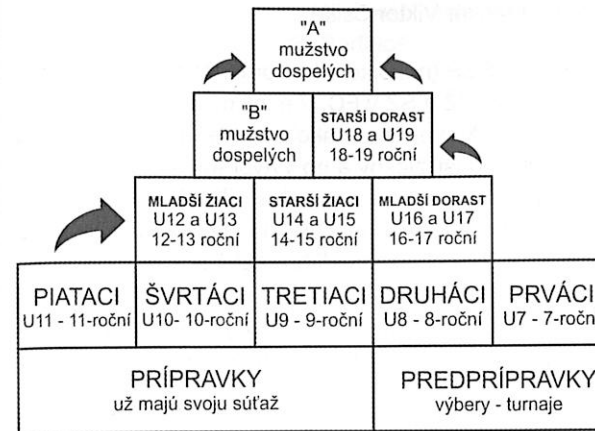 "A"
mužstvo
dospelých
"B"
mužstvo
dospelých
STARŠÍ DORAST
U18 a U19
18-19 roční
MLADŠÍ ŽIACI
U12 a U13
12-13 roční
STARŠÍ ŽIACI
U14 a U15
14-15 roční
MLADŠÍ DORAST
U16 a U17
16-17 roční
PIATACI
U11 - 11-roční
ŠVRTÁCI
U10- 10-roční
TRETIACI
U9 - 9-roční
DRUHÁCI
U8 - 8-roční
PRVÁCI
U7 - 7-roční
PRÍPRAVKY
už majú svoju súťaž
PREDPRÍPRAVKY
výbery - turnaje